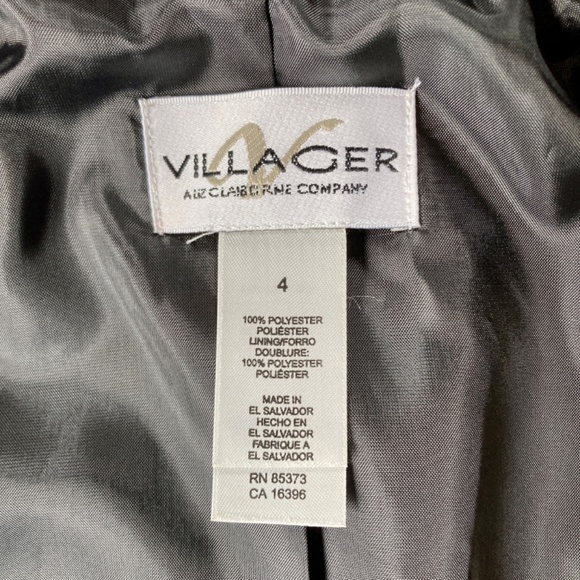 VILLAGER
A LIZ CLAIBORNE COMPANY
4
100% POLYESTER
POLIÉSTER
LINING/FORRO
DOUBLURE:
100% POLYESTER
POLIÉSTER
MADE IN
EL SALVADOR
HECHO EN
EL SALVADOR
FABRIQUE A
EL SALVADOR
RN 85373
CA 16396